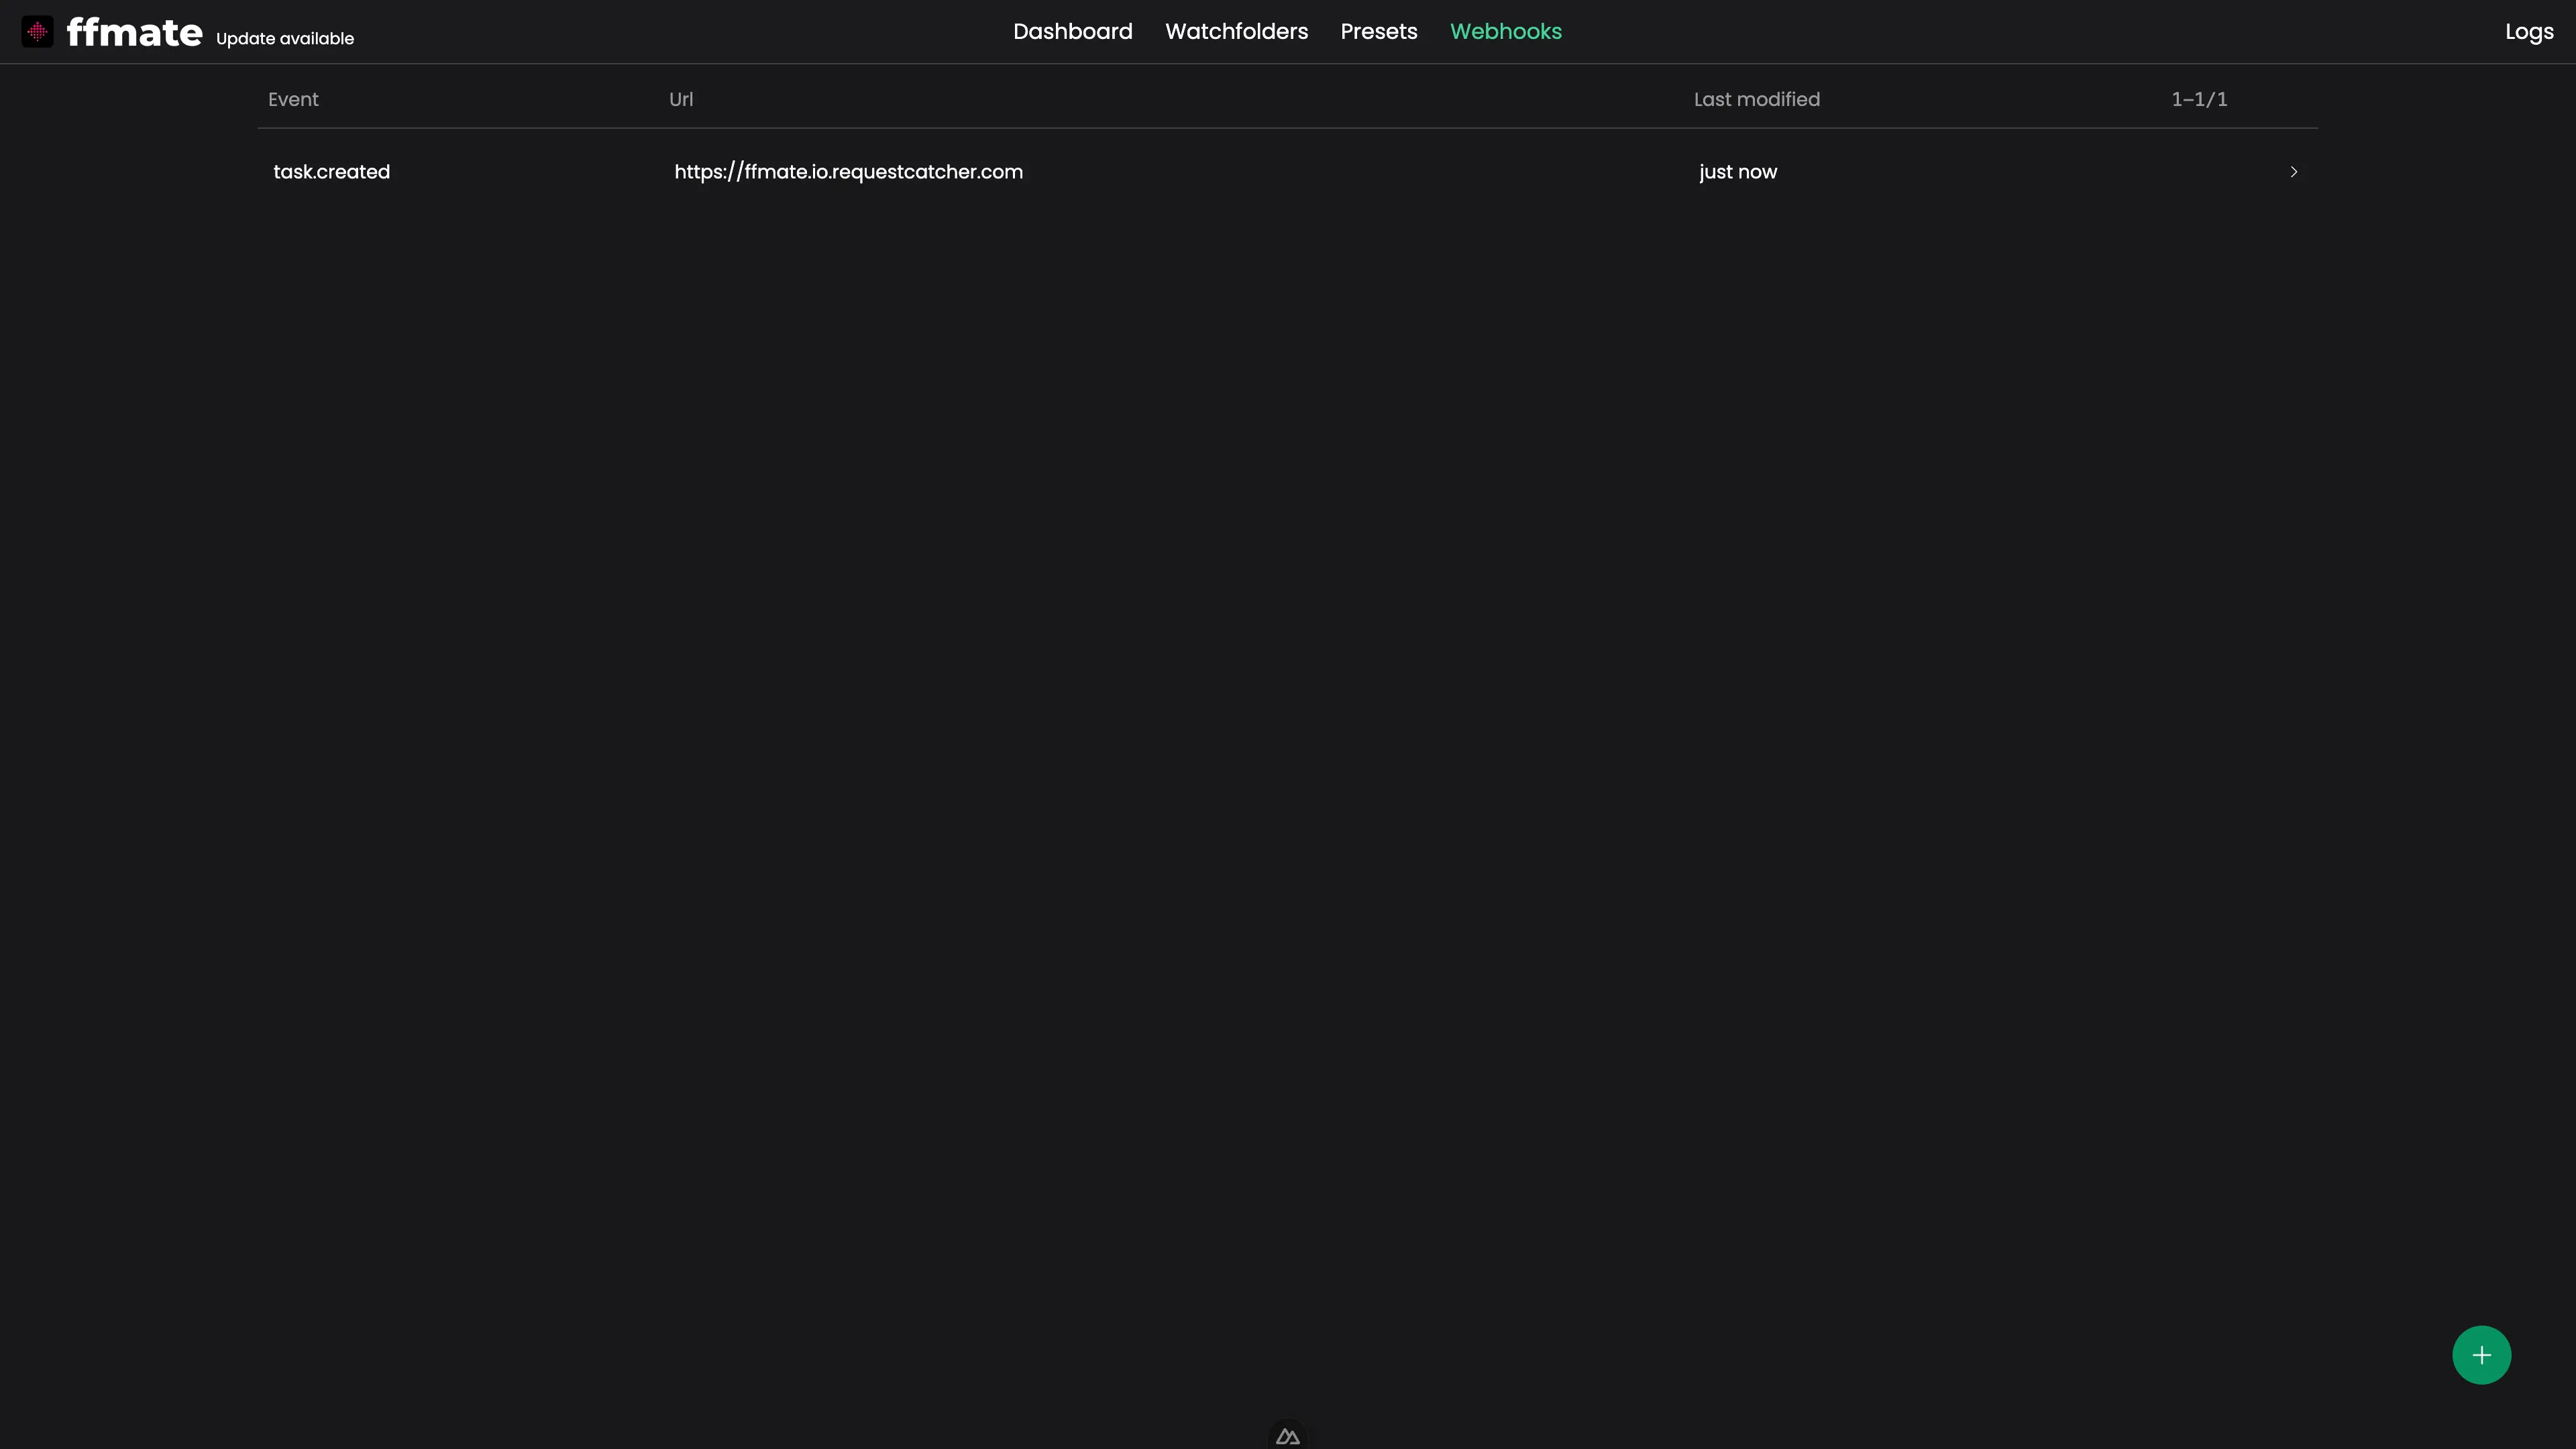 ffmate Update available Dashboard Watchfolders Presets Webhooks Logs
Event Url Last modified 1–1/1
task.created https://ffmate.io.requestcatcher.com just now